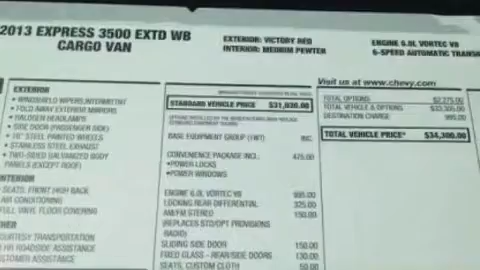 2013 EXPRESS 3500 EXTD WB
CARGO VAN
EXTERIOR: VICTORY RED
INTERIOR: MEDIUM PEWTER
ENGINE 6.0L VORTEC V8
6-SPEED AUTOMATIC
EXTERIOR
• WINDSHIELD WIPERS, INTERMITTNT
• FOLD AWAY EXTERIOR MIRRORS
• HALOGEN HEADLAMPS
• SIDE DOOR (PASSENGER SIDE)
• 16" STEEL PAINTED WHEELS
• STAINLESS STEEL EXHAUST
• TWO-SIDED GALVANIZED BODY
PANELS (EXCEPT ROOF)
INTERIOR
SEATS, FRONT HIGH BACK
AIR CONDITIONING
FULL VINYL FLOOR COVERING
COURTESY TRANSPORTATION
HR ROADSIDE ASSISTANCE
CUSTOMER ASSISTANCE
STANDARD VEHICLE PRICE $31,030.00
BASE EQUIPMENT GROUP (1WT) INC.
CONVENIENCE PACKAGE INCL. 475.00
•POWER LOCKS
•POWER WINDOWS
ENGINE 6.0L VORTEC V8 995.00
LOCKING REAR DIFFERENTIAL 325.00
AM/FM STEREO 150.00
(REPLACES STD/OPT PROVISIONS
RADIO)
SLIDING SIDE DOOR 150.00
FIXED GLASS - REAR/SIDE DOORS 130.00
SEATS, CUSTOM CLOTH 50.00
Visit us at www.chevy.com
TOTAL OPTIONS $2,275.00
TOTAL VEHICLE & OPTIONS $33,305.00
DESTINATION CHARGE 995.00
TOTAL VEHICLE PRICE* $34,300.00